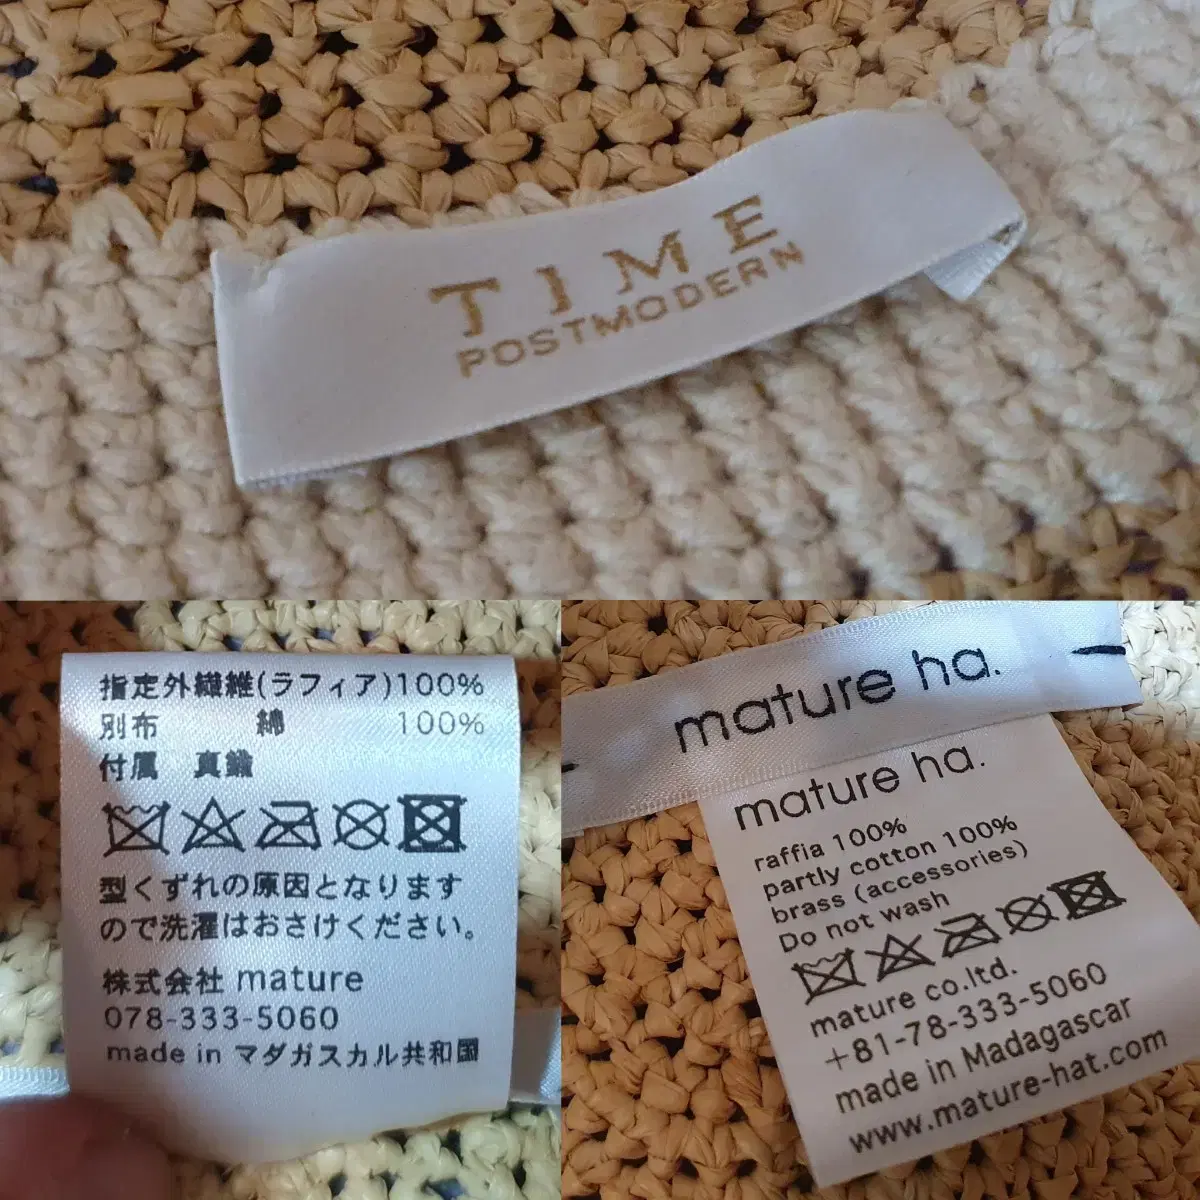 TIME
POSTMODERN
指定外繊維(ラフィア)100%
別布 綿 100%
付属 真鍮
型くずれの原因となります
ので洗濯はおさけください。
株式会社 mature
078-333-5060
made in マダガスカル共和国
mature ha.
mature ha.
raffia 100%
partly cotton 100%
brass (accessories)
Do not wash
mature co.ltd.
+81-78-333-5060
made in Madagascar
www.mature-hat.com